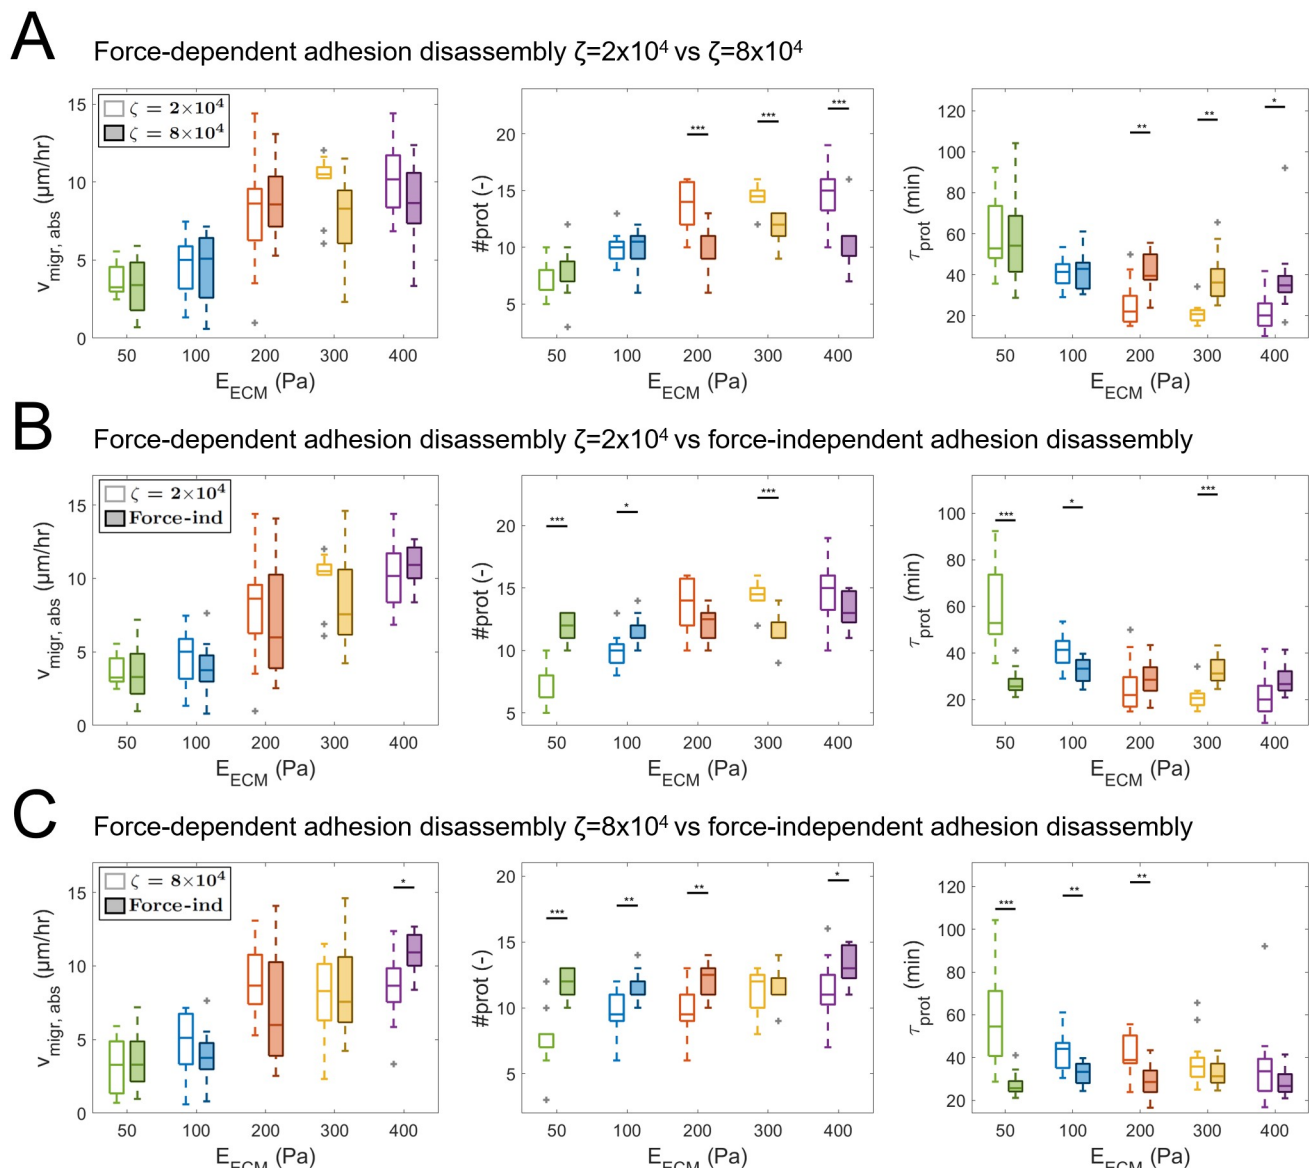 A
Force-dependent adhesion disassembly ζ=2x10⁴ vs ζ=8x10⁴
ζ = 2×10⁴
ζ = 8×10⁴
15
10
5
0
v_migr, abs (μm/hr)
50 100 200 300 400
E_ECM (Pa)
*** *** ***
20
15
10
5
#prot (-)
50 100 200 300 400
E_ECM (Pa)
** ** *
120
100
80
60
40
20
τ_prot (min)
50 100 200 300 400
E_ECM (Pa)
B
Force-dependent adhesion disassembly ζ=2x10⁴ vs force-independent adhesion disassembly
ζ = 2×10⁴
Force-ind
15
10
5
0
v_migr, abs (μm/hr)
50 100 200 300 400
E_ECM (Pa)
*** * ***
20
15
10
5
#prot (-)
50 100 200 300 400
E_ECM (Pa)
*** * ***
100
80
60
40
20
τ_prot (min)
50 100 200 300 400
E_ECM (Pa)
C
Force-dependent adhesion disassembly ζ=8x10⁴ vs force-independent adhesion disassembly
ζ = 8×10⁴
Force-ind
*
15
10
5
0
v_migr, abs (μm/hr)
50 100 200 300 400
E_ECM (Pa)
*** ** ** *
20
15
10
5
#prot (-)
50 100 200 300 400
E_ECM (Pa)
*** ** **
120
100
80
60
40
20
τ_prot (min)
50 100 200 300 400
E_ECM (Pa)